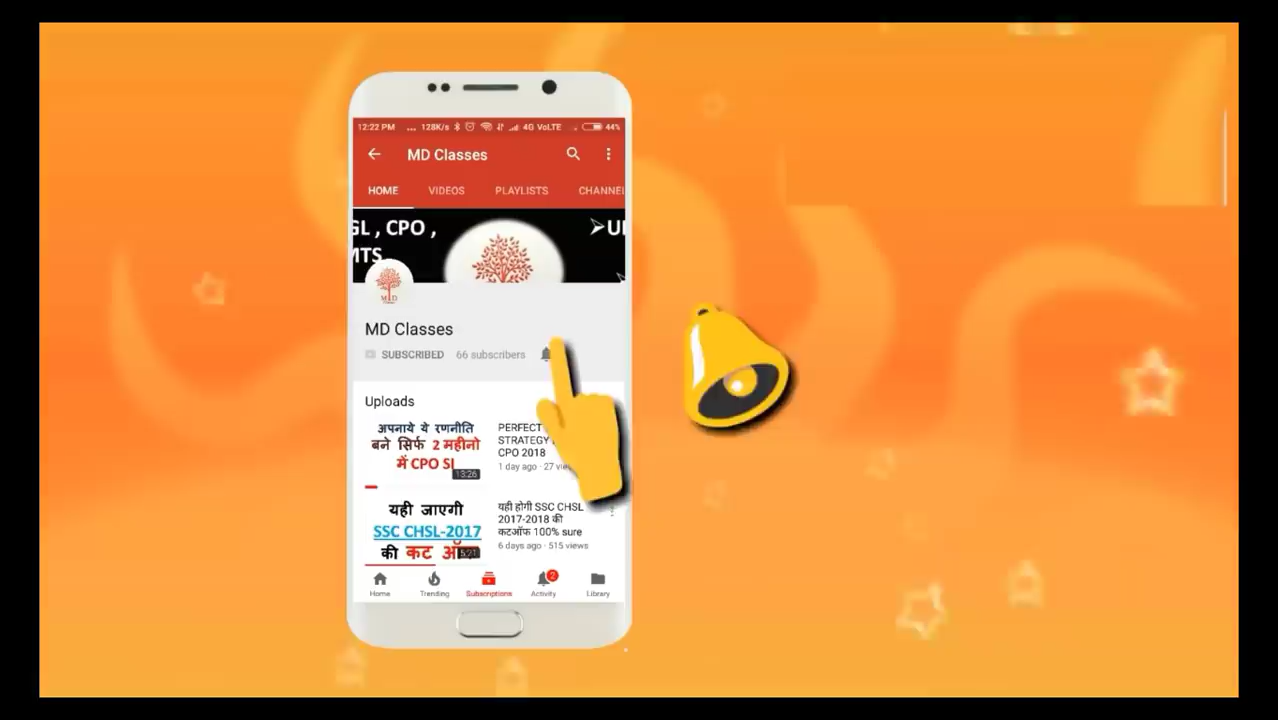 12:22 PM ... 128K/s 4G VoLTE 44%
MD Classes
HOME VIDEOS PLAYLISTS CHANNEL
GL , CPO ,
MTS
➢U
MD
MD Classes
SUBSCRIBED 66 subscribers
Uploads
अपनाये ये रणनीति
बने सिर्फ 2 महीनो
में CPO SI
13:26
PERFECT
STRATEGY
CPO 2018
1 day ago · 27
यही जाएगी
SSC CHSL-2017
की कट
5:21
यही होगी SSC CHSL
2017-2018 की
कटऑफ 100% sure
6 days ago · 515 views
2
Home Trending Subscriptions Activity Library